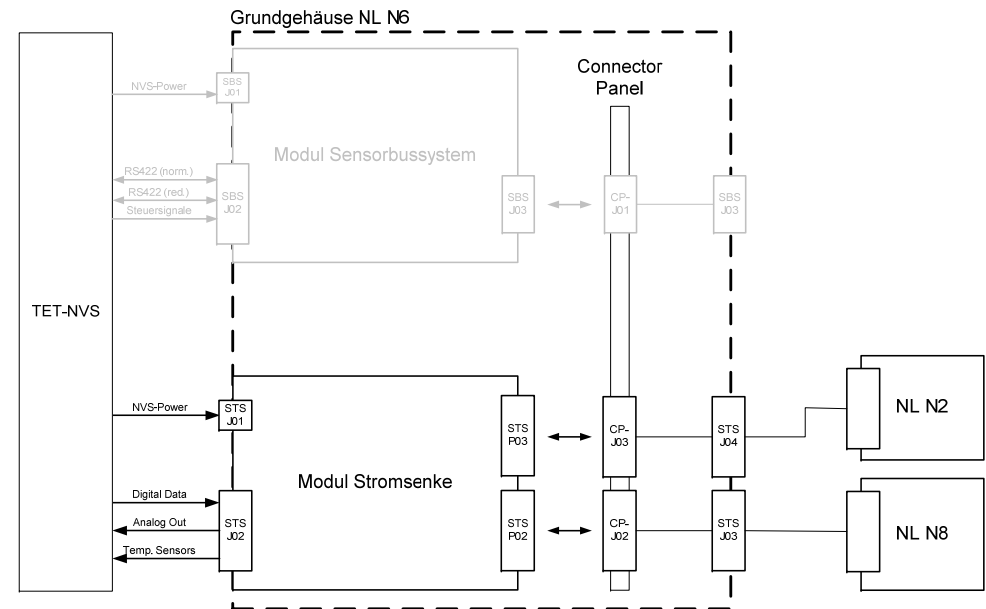 Grundgehäuse NL N6
Connector
Panel
NVS-Power
SBS
J01
Modul Sensorbussystem
RS422 (norm.)
RS422 (red.)
Steuersignale
SBS
J02
SBS
J03
CP-
J01
SBS
J03
TET-NVS
NVS-Power
STS
J01
STS
P03
CP-
J03
STS
J04
NL N2
Modul Stromsenke
Digital Data
Analog Out
Temp. Sensors
STS
J02
STS
P02
CP-
J02
STS
J03
NL N8